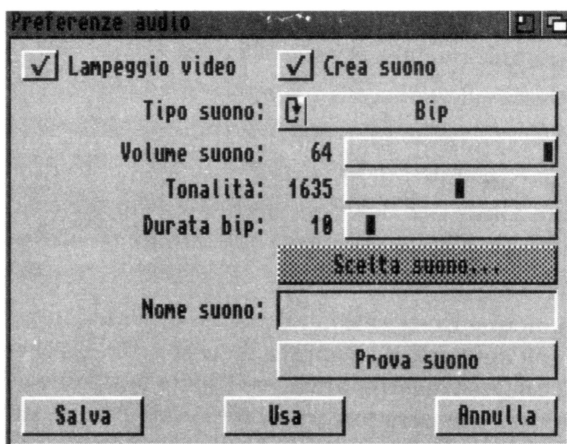 Preferenze audio
Lampeggio video
Crea suono
Tipo suono: Bip
Volume suono: 64
Tonalità: 1635
Durata bip: 10
Scelta suono...
Nome suono:
Prova suono
Salva Usa Annulla